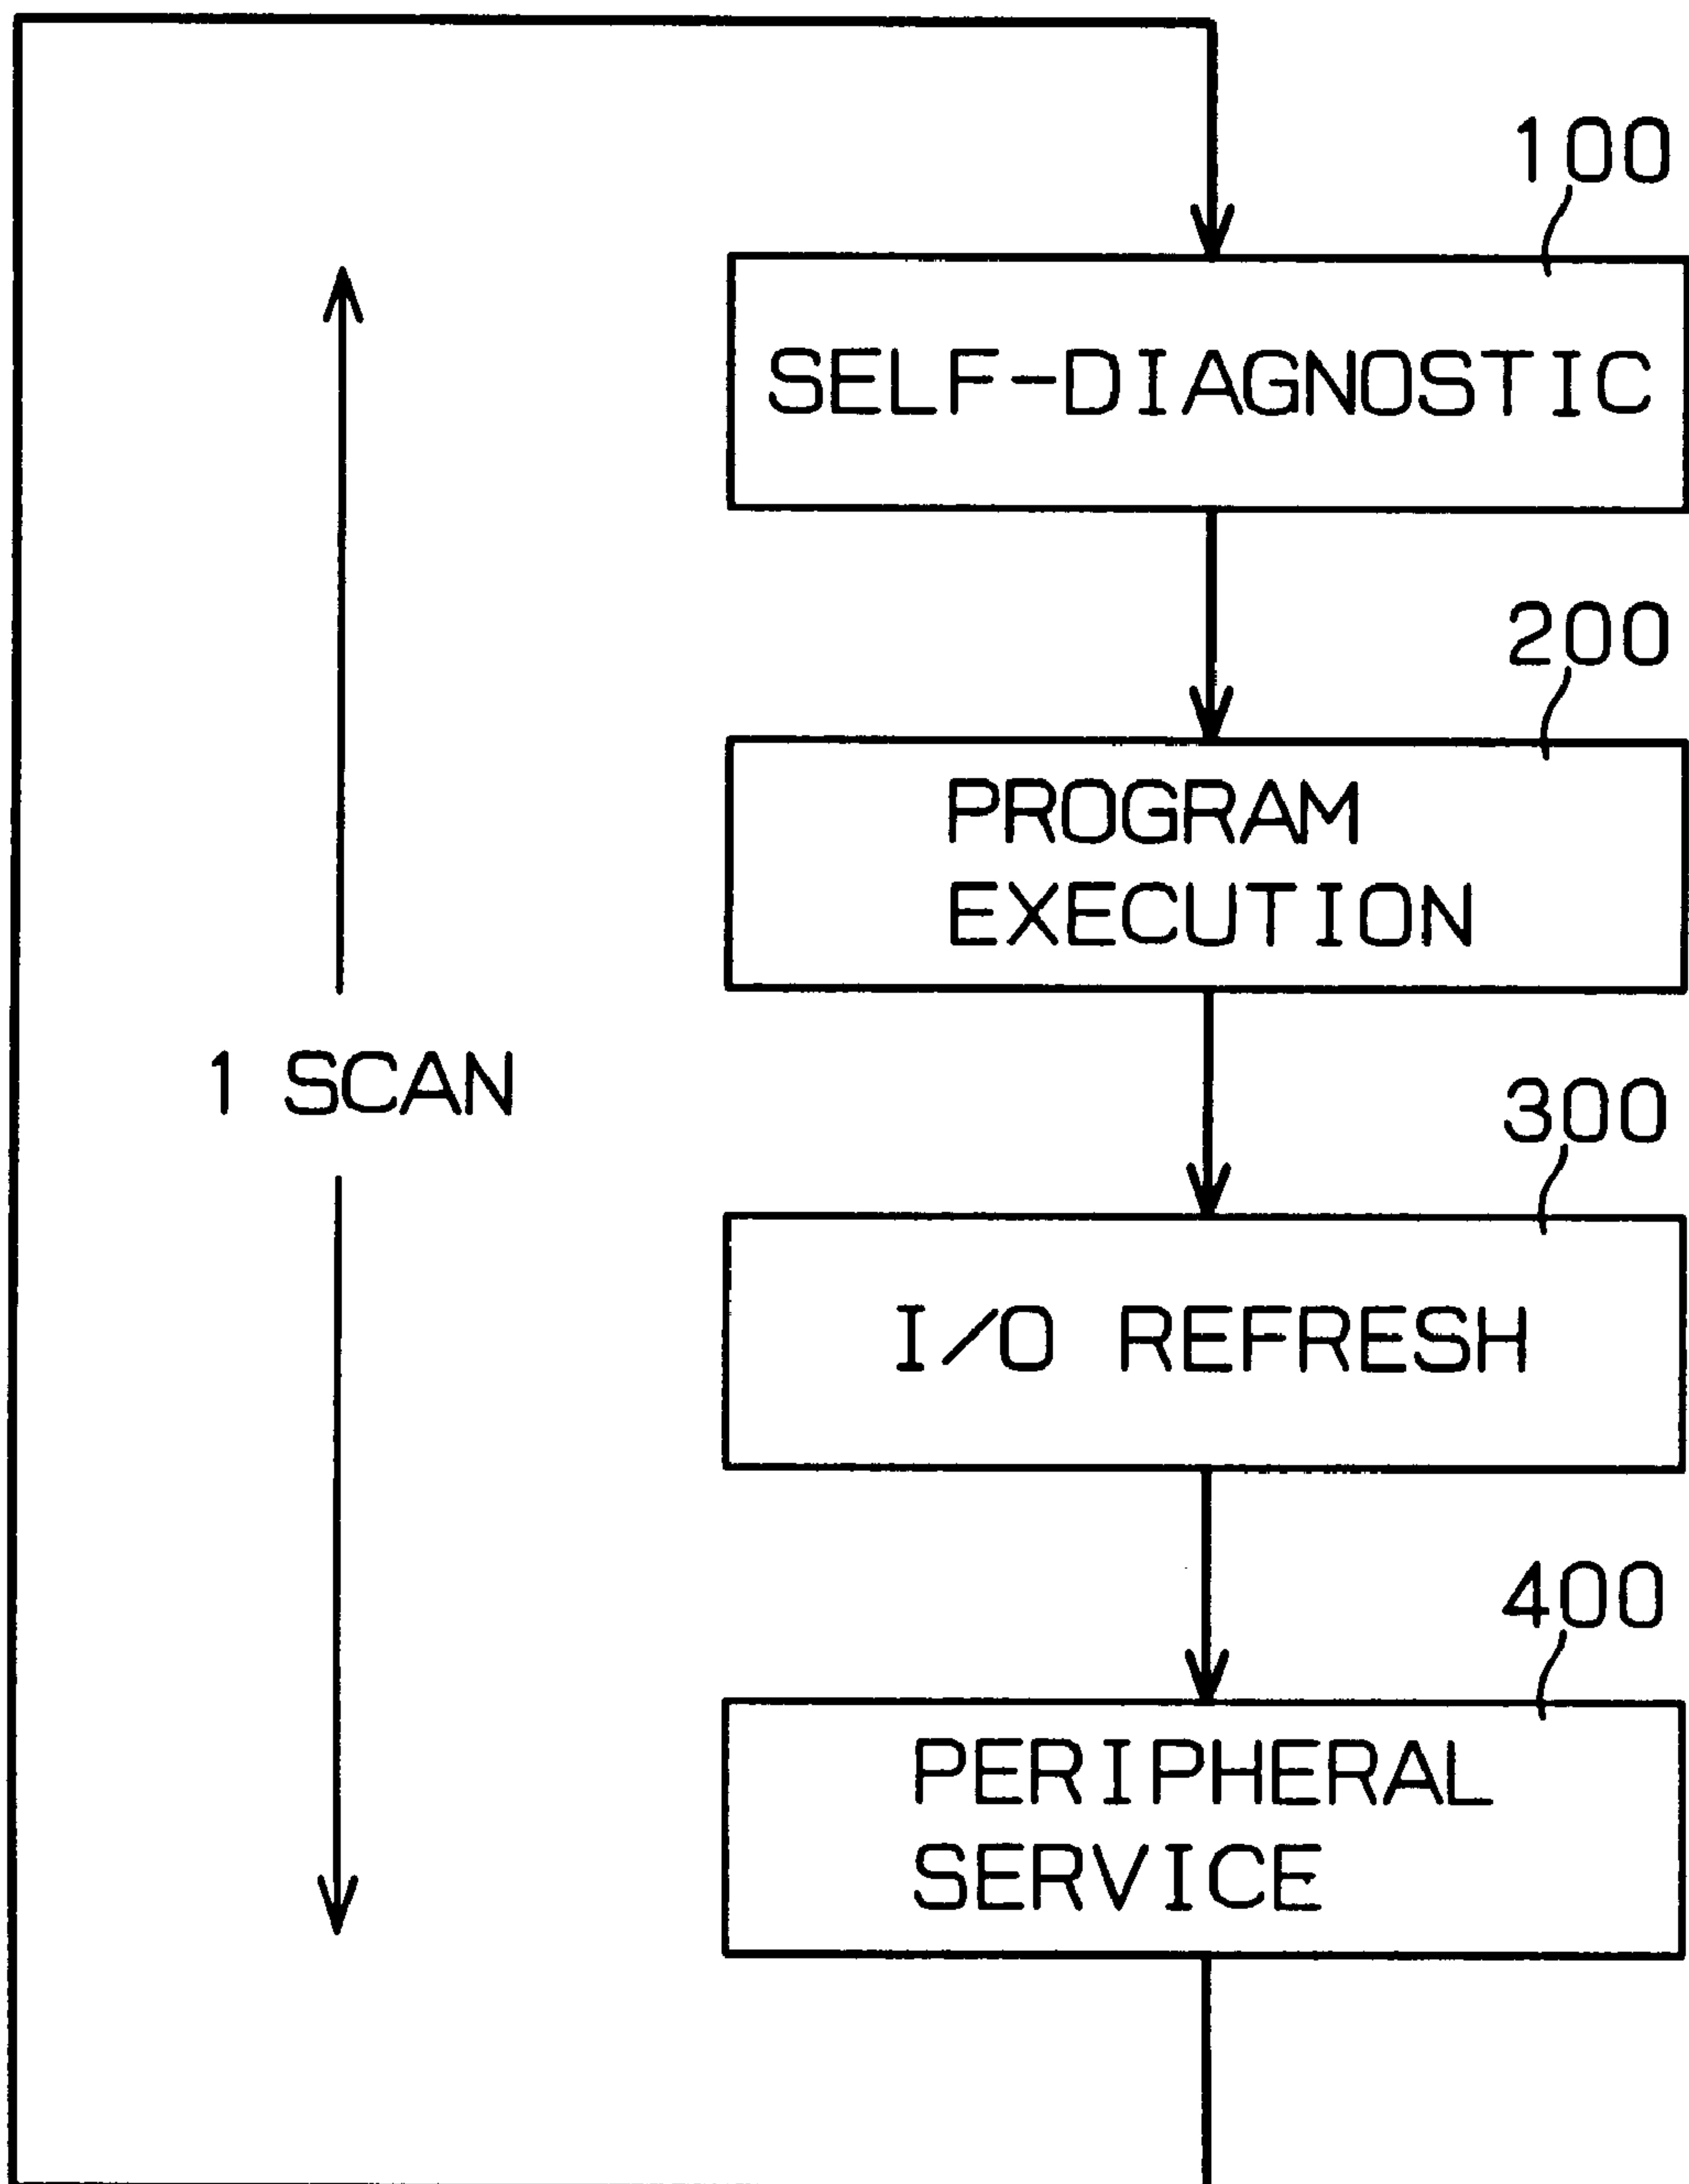 100
SELF-DIAGNOSTIC
200
PROGRAM
EXECUTION
1 SCAN
300
I/O REFRESH
400
PERIPHERAL
SERVICE